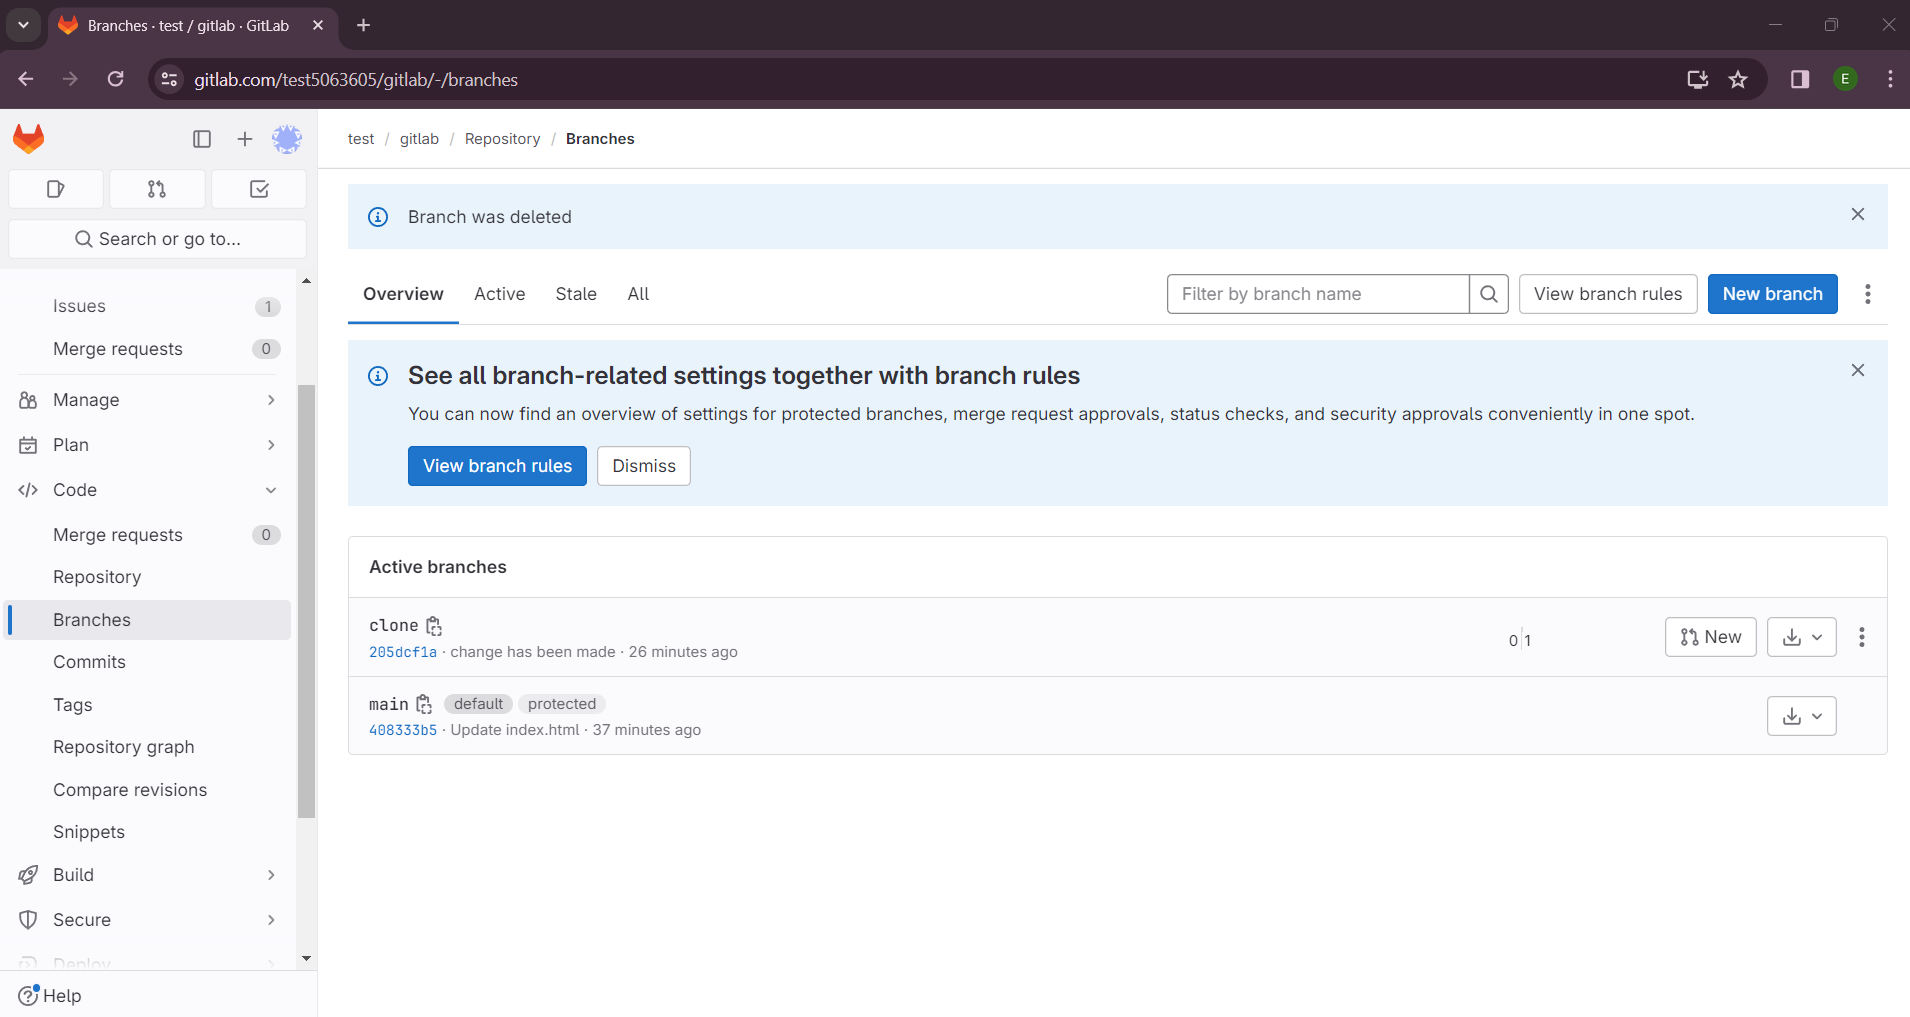 Branches · test / gitlab · GitLab
gitlab.com/test5063605/gitlab/-/branches
E
Search or go to...
Issues 1
Merge requests 0
Manage
Plan
Code
Merge requests 0
Repository
Branches
Commits
Tags
Repository graph
Compare revisions
Snippets
Build
Secure
Deploy
Help
test / gitlab / Repository / Branches
Branch was deleted
Overview Active Stale All
Filter by branch name
View branch rules
New branch
See all branch-related settings together with branch rules
You can now find an overview of settings for protected branches, merge request approvals, status checks, and security approvals conveniently in one spot.
View branch rules Dismiss
Active branches
clone
205dcf1a · change has been made · 26 minutes ago
0 1
New
main default protected
408333b5 · Update index.html · 37 minutes ago